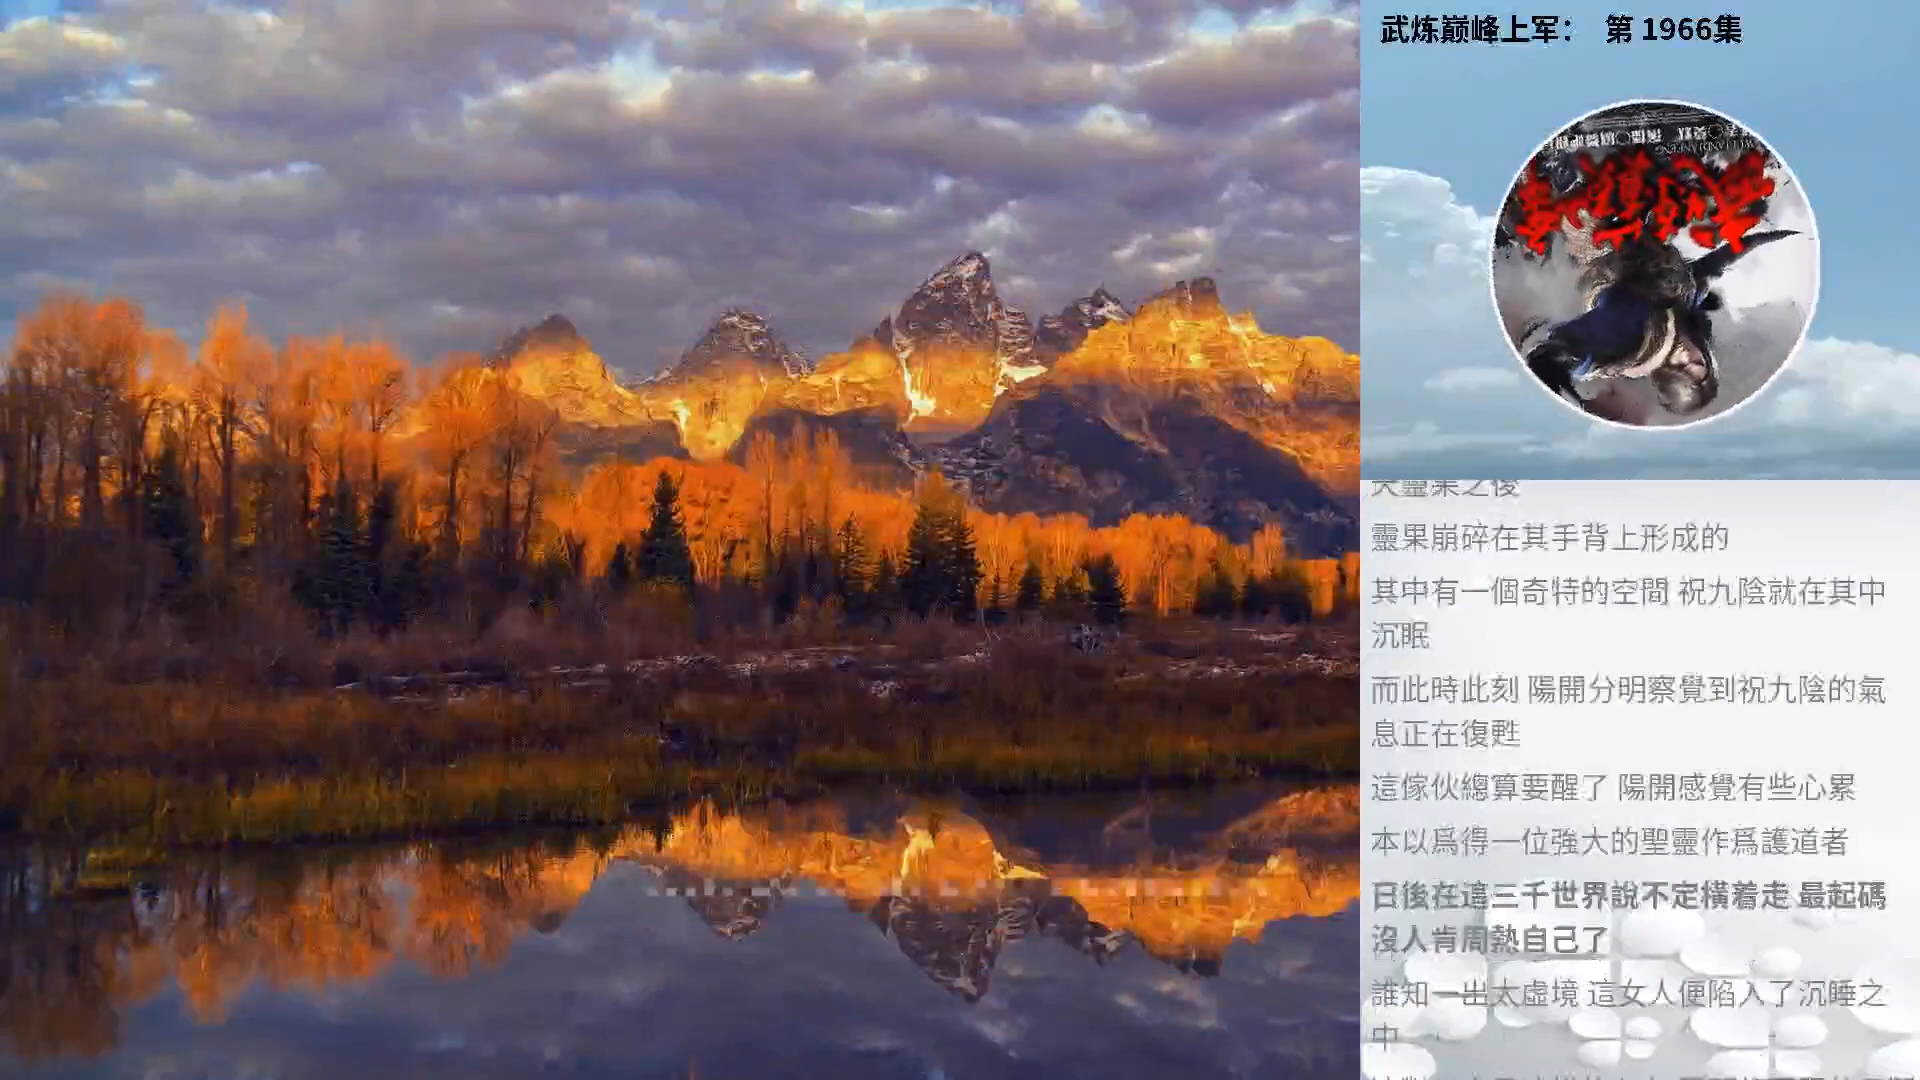 武炼巅峰上军： 第 1966集
靈果崩碎在其手背上形成的
其中有一個奇特的空間 祝九陰就在其中
沉眠
而此時此刻 陽開分明察覺到祝九陰的氣
息正在復甦
這傢伙總算要醒了 陽開感覺有些心累
本以爲得一位強大的聖靈作爲護道者
日後在這三千世界說不定橫着走 最起碼
沒人肯周熱自己了
誰知一出太虛境 這女人便陷入了沉睡之
中